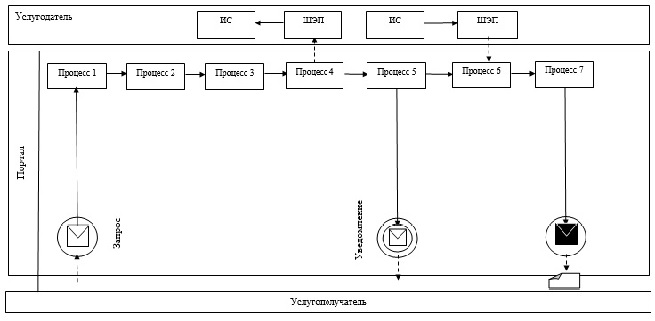 Услугодатель
ИС
ШЭП
ИС
ШЭП
Процесс 1
Процесс 2
Процесс 3
Процесс 4
Процесс 5
Процесс 6
Процесс 7
Портал
Запрос
Уведомление
Услугополучатель